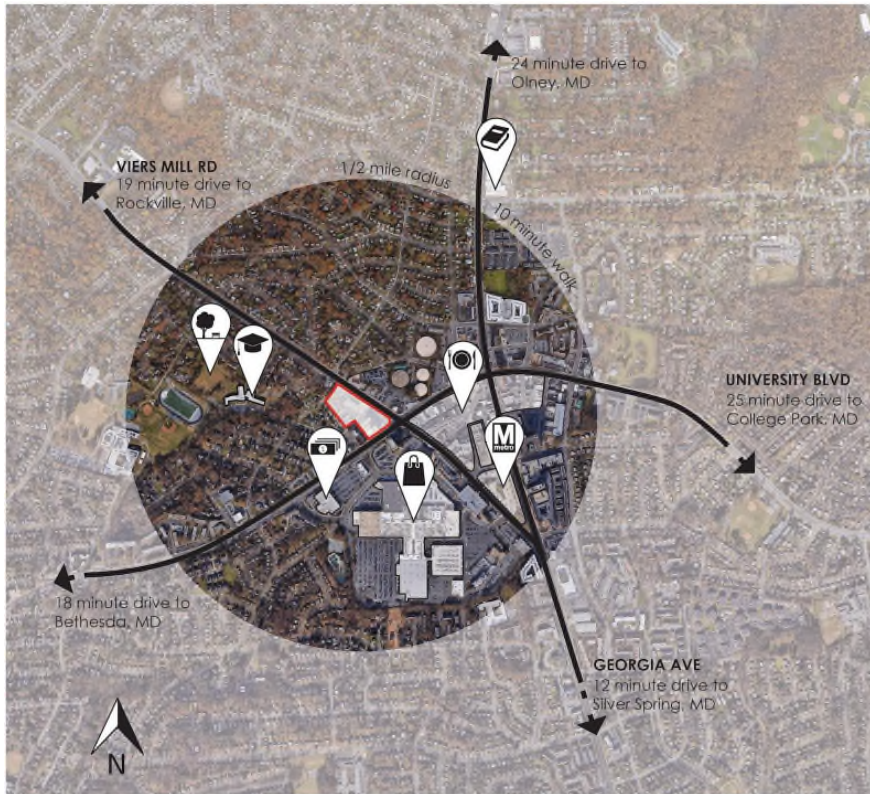 24 minute drive to
Olney, MD
VIERS MILL RD
19 minute drive to
Rockville, MD
1/2 mile radius
10 minute walk
UNIVERSITY BLVD
25 minute drive to
College Park, MD
M
metro
18 minute drive to
Bethesda, MD
GEORGIA AVE
12 minute drive to
Silver Spring, MD
N